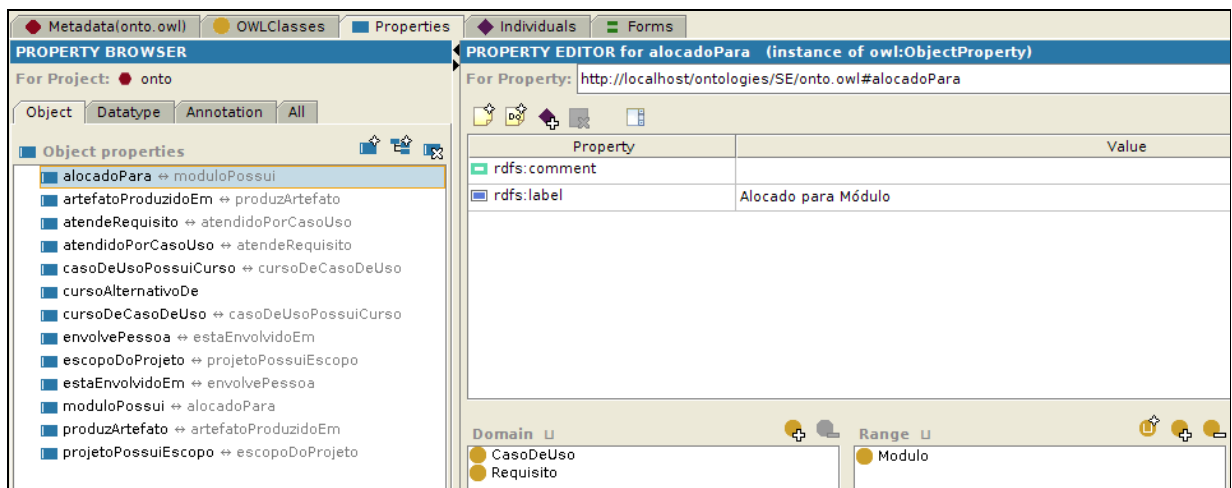 Metadata(onto.owl) OWLClasses Properties Individuals Forms
PROPERTY BROWSER
For Project: onto
Object Datatype Annotation All
Object properties
alocadoPara ↔ moduloPossui
artefatoProduzidoEm ↔ produzArtefato
atendeRequisito ↔ atendidoPorCasoUso
atendidoPorCasoUso ↔ atendeRequisito
casoDeUsoPossuiCurso ↔ cursoDeCasoDeUso
cursoAlternativoDe
cursoDeCasoDeUso ↔ casoDeUsoPossuiCurso
envolvePessoa ↔ estaEnvolvidoEm
escopoDoProjeto ↔ projetoPossuiEscopo
estaEnvolvidoEm ↔ envolvePessoa
moduloPossui ↔ alocadoPara
produzArtefato ↔ artefatoProduzidoEm
projetoPossuiEscopo ↔ escopoDoProjeto
PROPERTY EDITOR for alocadoPara (instance of owl:ObjectProperty)
For Property: http://localhost/ontologies/SE/onto.owl#alocadoPara
Property Value
rdfs:comment
rdfs:label Alocado para Módulo
Domain ⊔
CasoDeUso
Requisito
Range ⊔
Modulo